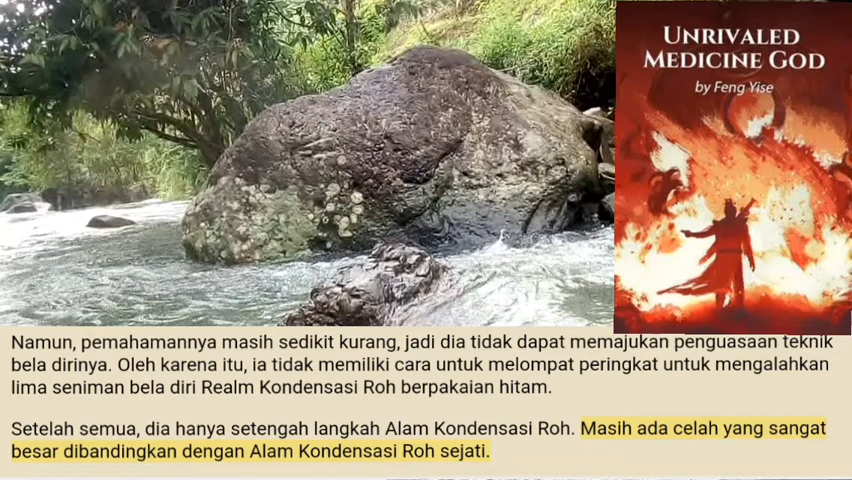 UNRIVALED
MEDICINE GOD
by Feng Yise
Namun, pemahamannya masih sedikit kurang, jadi dia tidak dapat memajukan penguasaan teknik
bela dirinya. Oleh karena itu, ia tidak memiliki cara untuk melompat peringkat untuk mengalahkan
lima seniman bela diri Realm Kondensasi Roh berpakaian hitam.
Setelah semua, dia hanya setengah langkah Alam Kondensasi Roh. Masih ada celah yang sangat
besar dibandingkan dengan Alam Kondensasi Roh sejati.